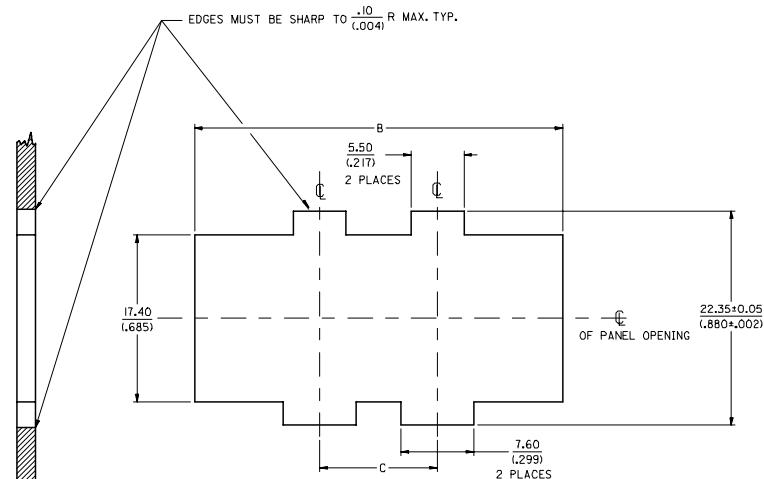 EDGES MUST BE SHARP TO .10 R MAX. TYP.
(.004)
B
5.50
(.217)
2 PLACES
℄ ℄
17.40
(.685)
22.35±0.05
(.880±.002)
℄
OF PANEL OPENING
7.60
(.299)
2 PLACES
C